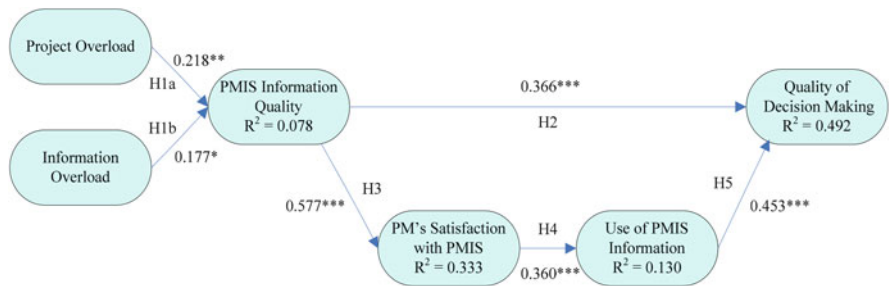 Project Overload
0.218**
H1a
PMIS Information
Quality
R² = 0.078
H1b
0.177*
Information
Overload
0.366***
H2
Quality of
Decision Making
R² = 0.492
H3
0.577***
PM's Satisfaction
with PMIS
R² = 0.333
H4
0.360***
Use of PMIS
Information
R² = 0.130
H5
0.453***